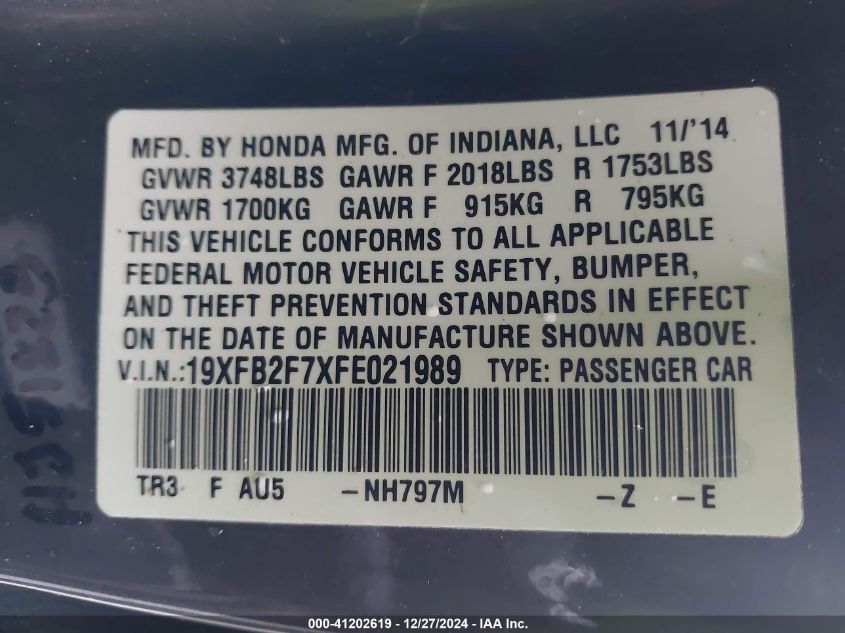 MFD. BY HONDA MFG. OF INDIANA, LLC 11/'14
GVWR 3748LBS GAWR F 2018LBS R 1753LBS
GVWR 1700KG GAWR F 915KG R 795KG
THIS VEHICLE CONFORMS TO ALL APPLICABLE
FEDERAL MOTOR VEHICLE SAFETY, BUMPER,
AND THEFT PREVENTION STANDARDS IN EFFECT
ON THE DATE OF MANUFACTURE SHOWN ABOVE.
V.I.N.:19XFB2F7XFE021989 TYPE: PASSENGER CAR
TR3 F AU5 -NH797M -Z -E
000-41202619 - 12/27/2024 - IAA Inc.